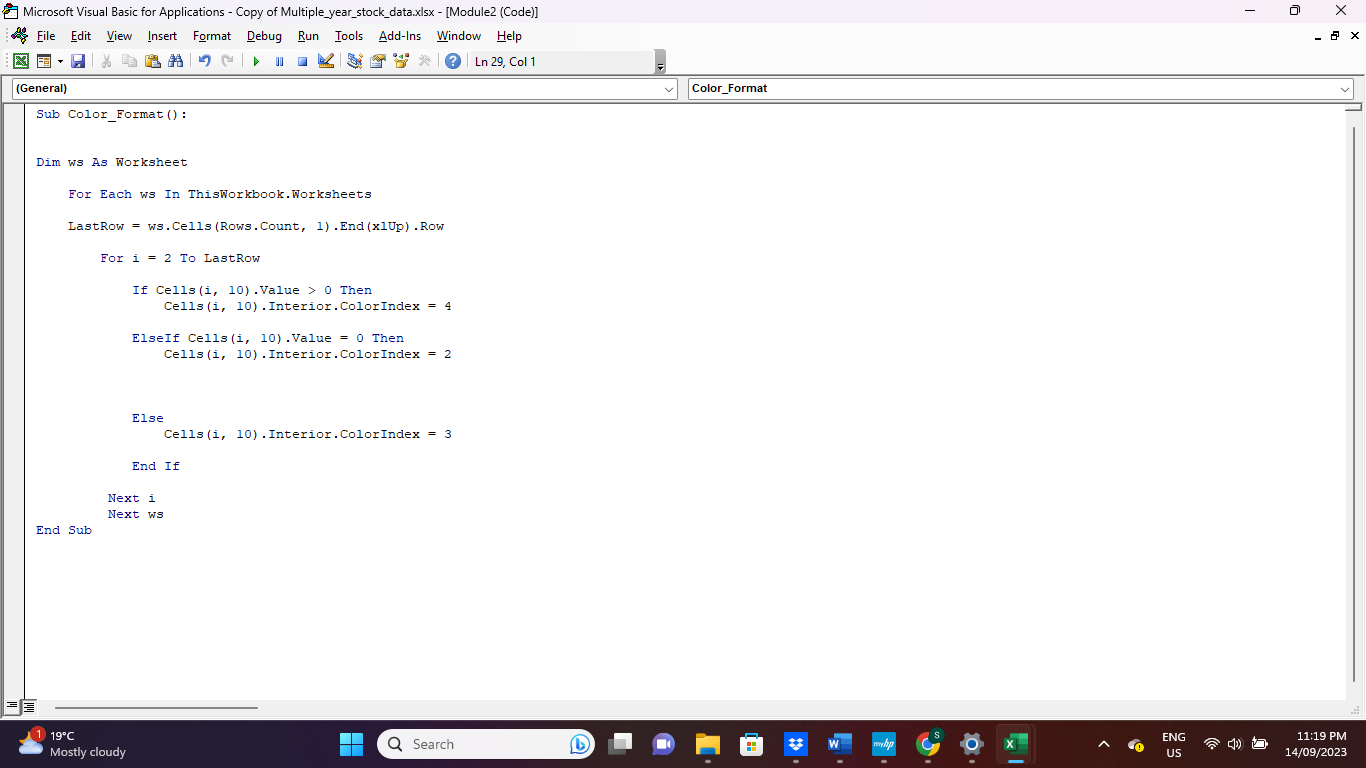 Microsoft Visual Basic for Applications - Copy of Multiple_year_stock_data.xlsx - [Module2 (Code)]
File Edit View Insert Format Debug Run Tools Add-Ins Window Help
Ln 29, Col 1
(General) Color_Format
Sub Color_Format():
Dim ws As Worksheet
For Each ws In ThisWorkbook.Worksheets
LastRow = ws.Cells(Rows.Count, 1).End(xlUp).Row
For i = 2 To LastRow
If Cells(i, 10).Value > 0 Then
Cells(i, 10).Interior.ColorIndex = 4
ElseIf Cells(i, 10).Value = 0 Then
Cells(i, 10).Interior.ColorIndex = 2
Else
Cells(i, 10).Interior.ColorIndex = 3
End If
Next i
Next ws
End Sub
1 19°C
Mostly cloudy
Search
W
myhp
S
X
ENG
US
11:19 PM
14/09/2023